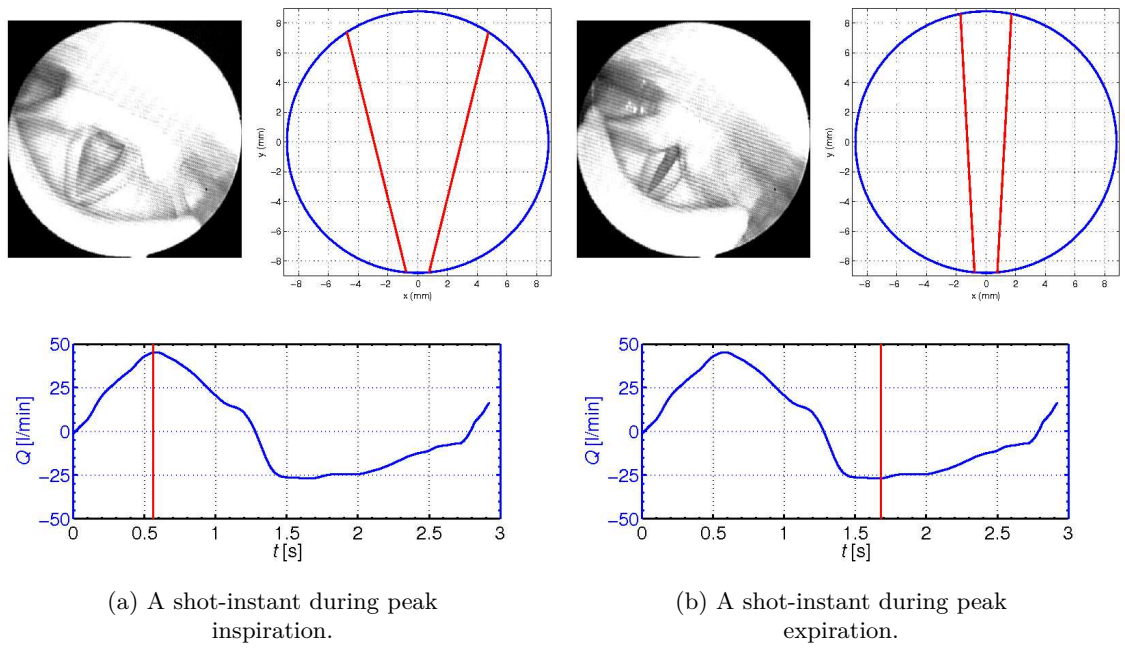 8
6
4
2
0
−2
−4
−6
−8
y (mm)
−8 −6 −4 −2 0 2 4 6 8
x (mm)
8
6
4
2
0
−2
−4
−6
−8
y (mm)
−8 −6 −4 −2 0 2 4 6 8
x (mm)
50
25
0
−25
−50
Q [l/min]
0 0.5 1 1.5 2 2.5 3
t [s]
50
25
0
−25
−50
Q [l/min]
0 0.5 1 1.5 2 2.5 3
t [s]
(a) A shot-instant during peak
inspiration.
(b) A shot-instant during peak
expiration.